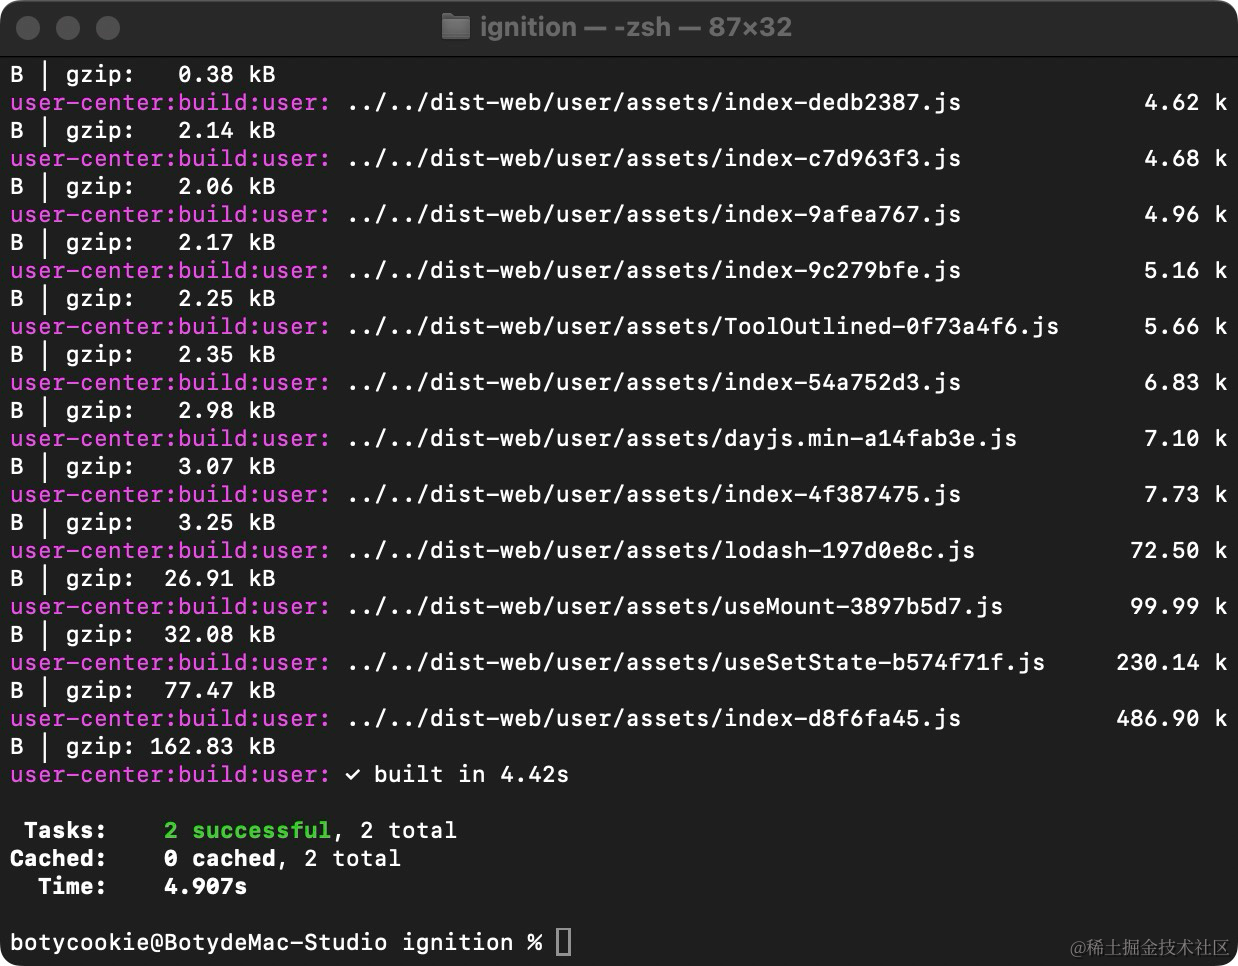 ignition — -zsh — 87×32
B │ gzip:   0.38 kB
user-center:build:user: ../../dist-web/user/assets/index-dedb2387.js             4.62 k
B │ gzip:   2.14 kB
user-center:build:user: ../../dist-web/user/assets/index-c7d963f3.js             4.68 k
B │ gzip:   2.06 kB
user-center:build:user: ../../dist-web/user/assets/index-9afea767.js             4.96 k
B │ gzip:   2.17 kB
user-center:build:user: ../../dist-web/user/assets/index-9c279bfe.js             5.16 k
B │ gzip:   2.25 kB
user-center:build:user: ../../dist-web/user/assets/ToolOutlined-0f73a4f6.js      5.66 k
B │ gzip:   2.35 kB
user-center:build:user: ../../dist-web/user/assets/index-54a752d3.js             6.83 k
B │ gzip:   2.98 kB
user-center:build:user: ../../dist-web/user/assets/dayjs.min-a14fab3e.js         7.10 k
B │ gzip:   3.07 kB
user-center:build:user: ../../dist-web/user/assets/index-4f387475.js             7.73 k
B │ gzip:   3.25 kB
user-center:build:user: ../../dist-web/user/assets/lodash-197d0e8c.js           72.50 k
B │ gzip:  26.91 kB
user-center:build:user: ../../dist-web/user/assets/useMount-3897b5d7.js         99.99 k
B │ gzip:  32.08 kB
user-center:build:user: ../../dist-web/user/assets/useSetState-b574f71f.js     230.14 k
B │ gzip:  77.47 kB
user-center:build:user: ../../dist-web/user/assets/index-d8f6fa45.js           486.90 k
B │ gzip: 162.83 kB
user-center:build:user: ✓ built in 4.42s
Tasks:    2 successful, 2 total
Cached:    0 cached, 2 total
Time:    4.907s
botycookie@BotydeMac-Studio ignition %
@稀土掘金技术社区